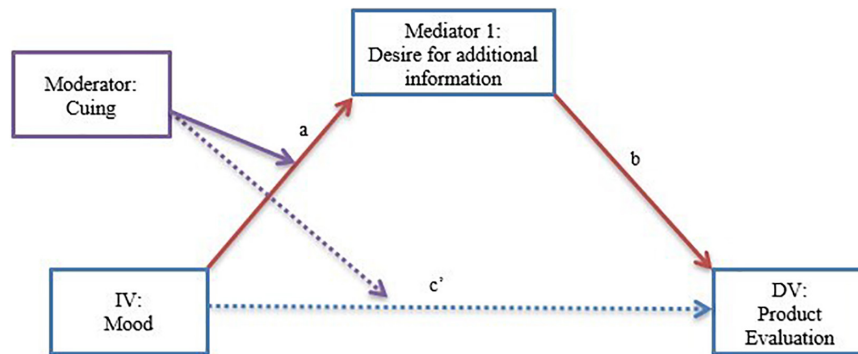 Mediator 1:
Desire for additional
information
Moderator:
Cuing
a
b
c’
IV:
Mood
DV:
Product
Evaluation